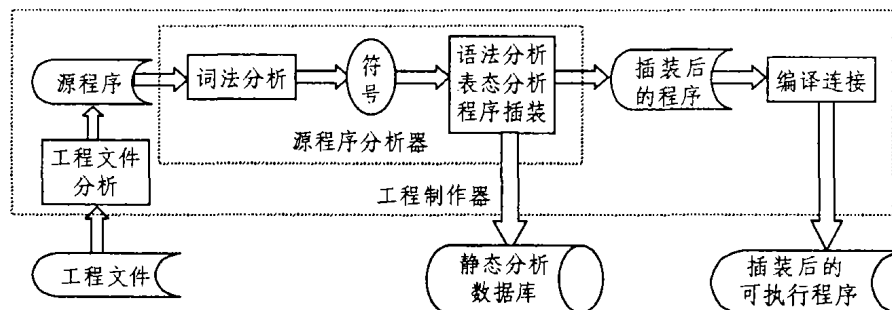 源程序
词法分析
符
号
语法分析
表态分析
程序插装
插装后
的程序
编译连接
源程序分析器
工程文件
分析
工程制作器
工程文件
静态分析
数据库
插装后的
可执行程序